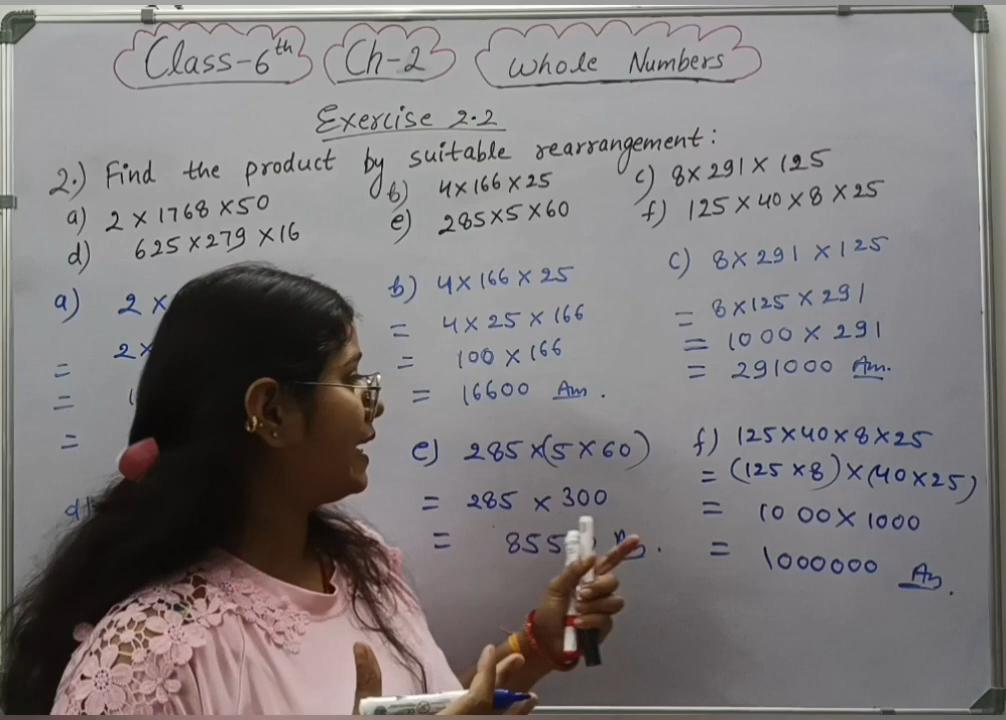 Class-6th Ch-2 Whole Numbers
Exercise 2.2
2.) Find the product by suitable rearrangement:
a) 2 × 1768 × 50 b) 4 × 166 × 25 c) 8 × 291 × 125
d) 625 × 279 × 16 e) 285 × 5 × 60 f) 125 × 40 × 8 × 25
a) 2 ×
= 2 ×
= 1
=
d)
b) 4 × 166 × 25
= 4 × 25 × 166
= 100 × 166
= 16600 Ans.
c) 8 × 291 × 125
= 8 × 125 × 291
= 1000 × 291
= 291000 Ans.
e) 285 × (5 × 60)
= 285 × 300
= 855
f) 125 × 40 × 8 × 25
= (125 × 8) × (40 × 25)
= 1000 × 1000
= 1000000 Ans.